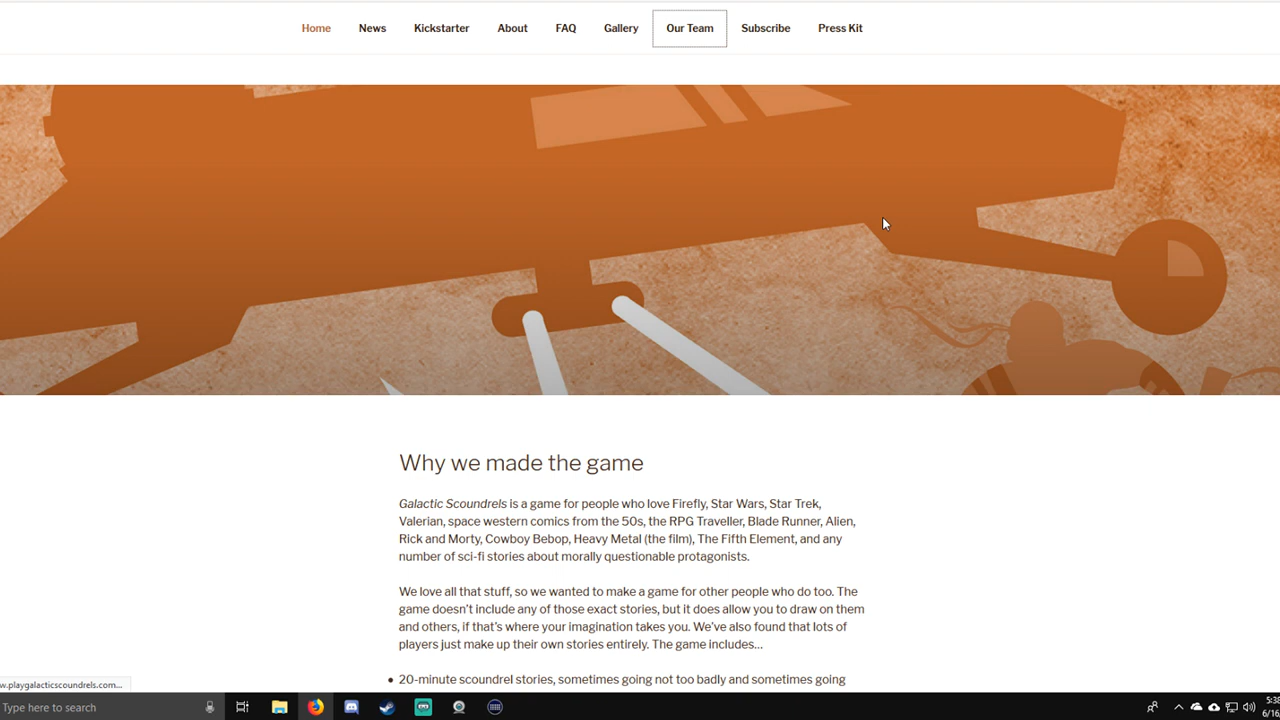 Home News Kickstarter About FAQ Gallery Our Team Subscribe Press Kit
Why we made the game
Galactic Scoundrels is a game for people who love Firefly, Star Wars, Star Trek,
Valerian, space western comics from the 50s, the RPG Traveller, Blade Runner, Alien,
Rick and Morty, Cowboy Bebop, Heavy Metal (the film), The Fifth Element, and any
number of sci-fi stories about morally questionable protagonists.
We love all that stuff, so we wanted to make a game for other people who do too. The
game doesn’t include any of those exact stories, but it does allow you to draw on them
and others, if that’s where your imagination takes you. We’ve also found that lots of
players just make up their own stories entirely. The game includes…
• 20-minute scoundrel stories, sometimes going not too badly and sometimes going
w.playgalacticscoundrels.com...
Type here to search
5:38
6/16